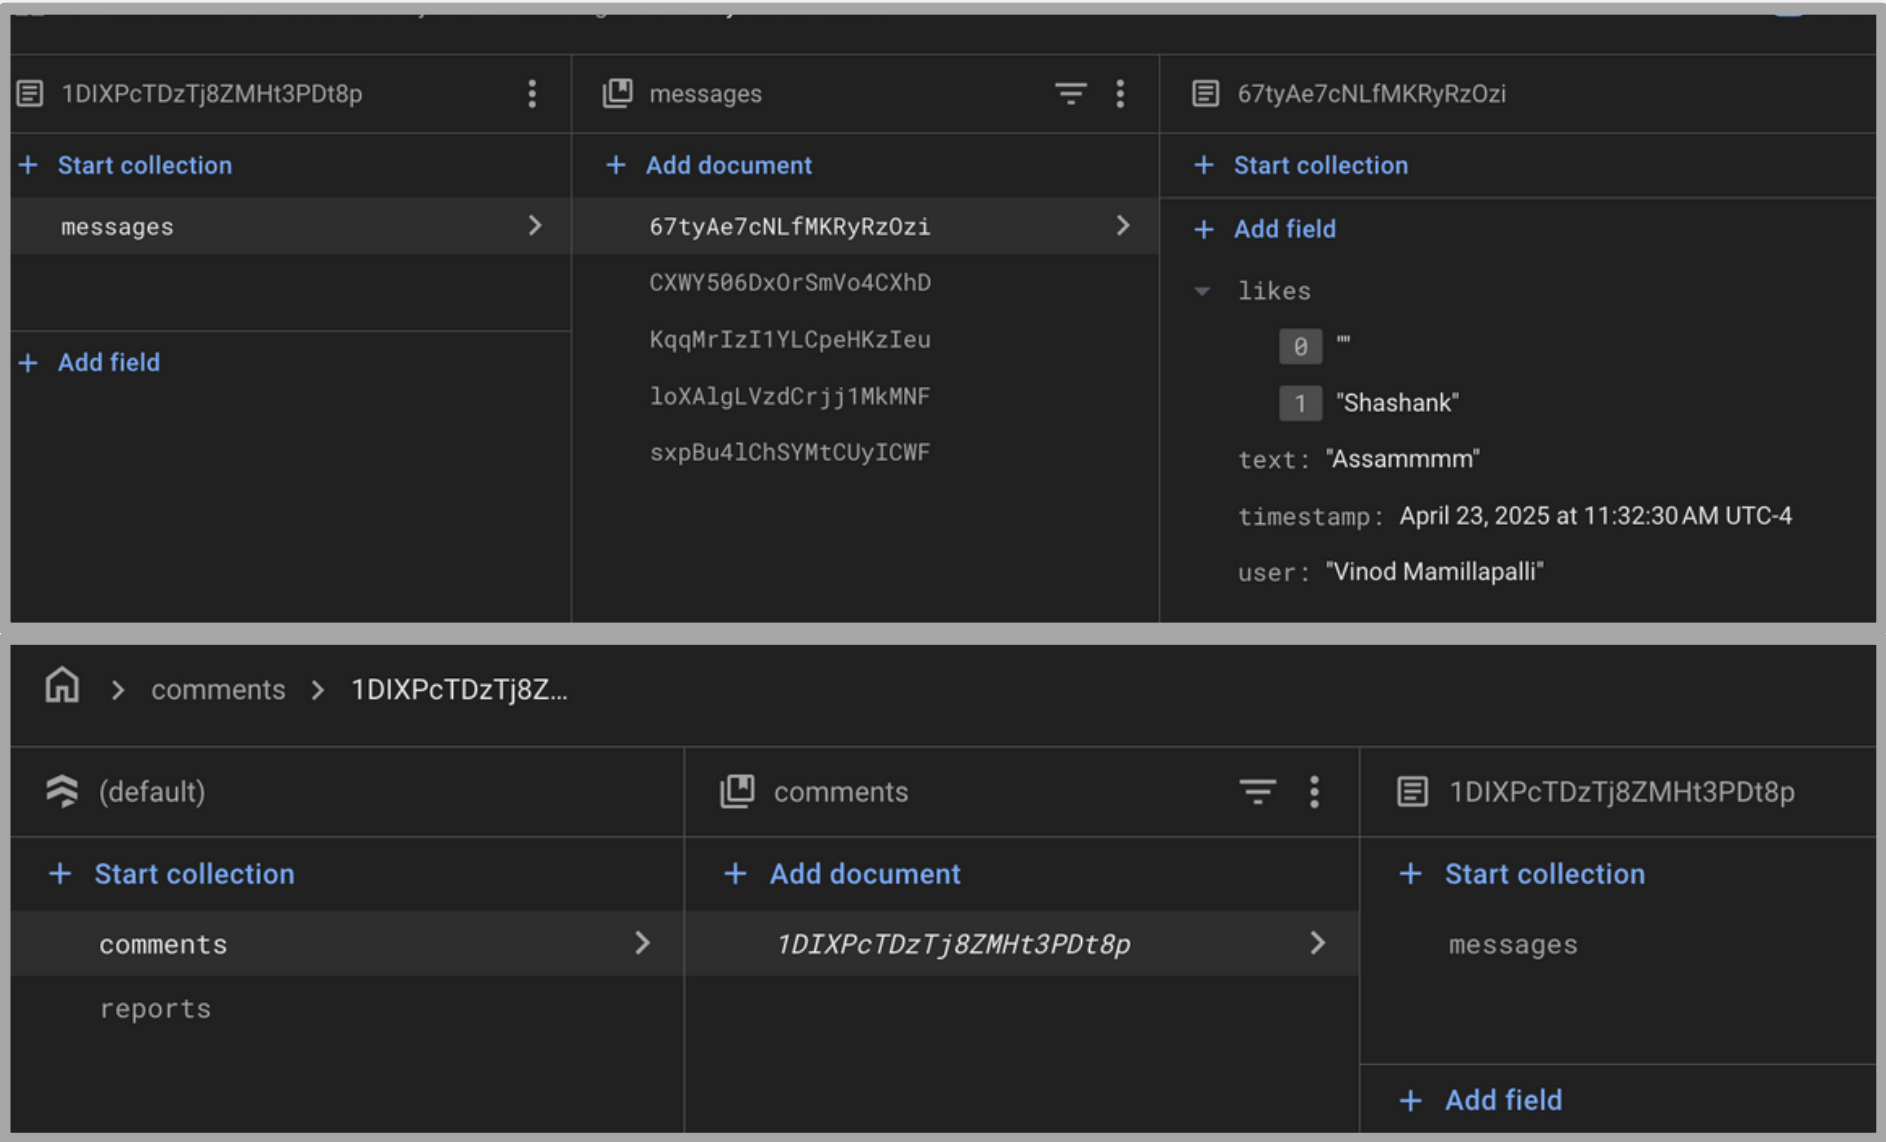 1DIXPcTDzTj8ZMHt3PDt8p
+ Start collection
messages
+ Add field
messages
+ Add document
67tyAe7cNLfMKRyRzOzi
CXWY506DxOrSmVo4CXhD
KqqMrIzI1YLCpeHKzIeu
loXAlgLVzdCrjj1MkMNF
sxpBu4lChSYMtCUyICWF
67tyAe7cNLfMKRyRzOzi
+ Start collection
+ Add field
likes
0 ""
1 "Shashank"
text: "Assammmm"
timestamp: April 23, 2025 at 11:32:30 AM UTC-4
user: "Vinod Mamillapalli"
> comments > 1DIXPcTDzTj8Z...
(default)
+ Start collection
comments
reports
comments
+ Add document
1DIXPcTDzTj8ZMHt3PDt8p
1DIXPcTDzTj8ZMHt3PDt8p
+ Start collection
messages
+ Add field